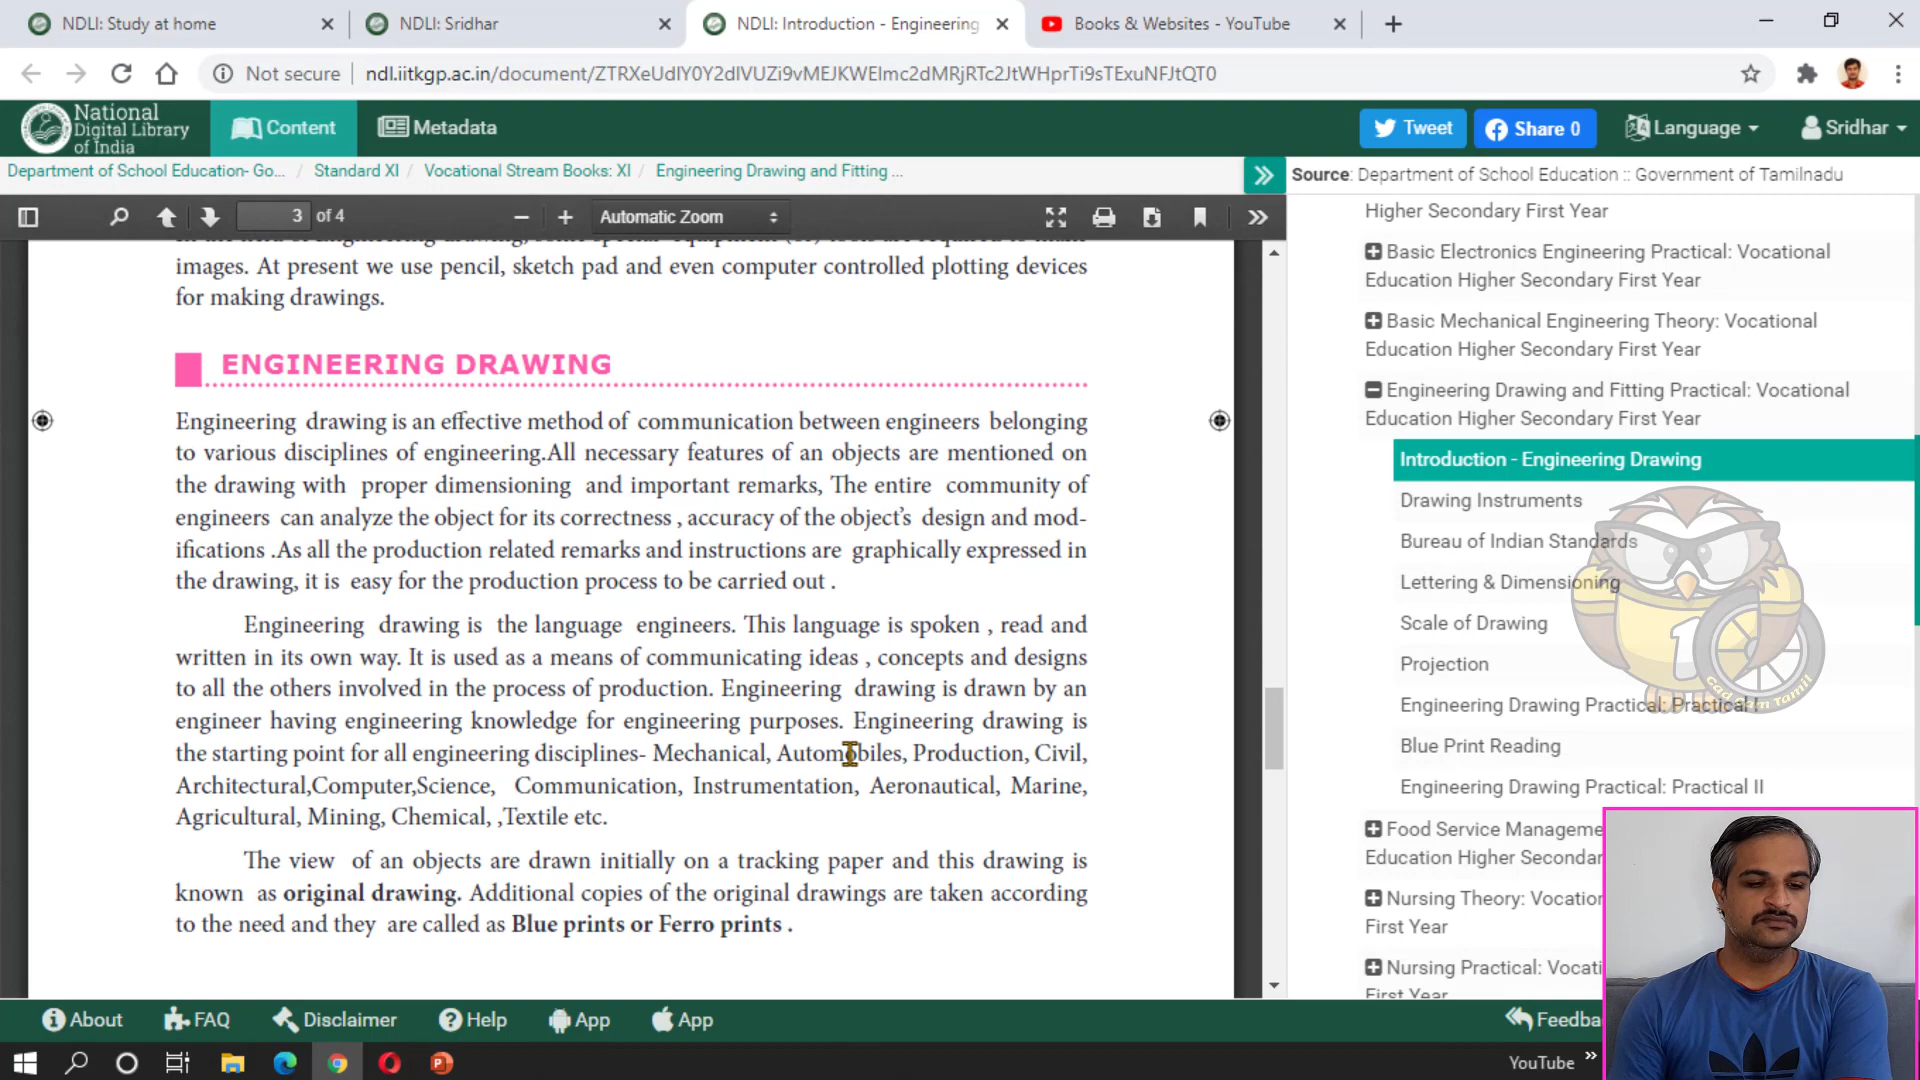 NDLI: Study at home
NDLI: Sridhar
NDLI: Introduction - Engineering
Books & Websites - YouTube
Not secure
ndl.iitkgp.ac.in/document/ZTRXeUdIY0Y2dlVUZi9vMEJKWElmc2dMRjRTc2JtWHprTi9sTExuNFJtQT0
National
Digital Library
of India
Content
Metadata
Tweet
Share 0
Language
Sridhar
Department of School Education- Go... / Standard XI / Vocational Stream Books: XI / Engineering Drawing and Fitting ...
Source: Department of School Education :: Government of Tamilnadu
3 of 4
Automatic Zoom
images. At present we use pencil, sketch pad and even computer controlled plotting devices
for making drawings.
ENGINEERING DRAWING
Engineering drawing is an effective method of communication between engineers belonging
to various disciplines of engineering.All necessary features of an objects are mentioned on
the drawing with proper dimensioning and important remarks, The entire community of
engineers can analyze the object for its correctness , accuracy of the object's design and mod-
ifications .As all the production related remarks and instructions are graphically expressed in
the drawing, it is easy for the production process to be carried out .
Engineering drawing is the language engineers. This language is spoken , read and
written in its own way. It is used as a means of communicating ideas , concepts and designs
to all the others involved in the process of production. Engineering drawing is drawn by an
engineer having engineering knowledge for engineering purposes. Engineering drawing is
the starting point for all engineering disciplines- Mechanical, Automobiles, Production, Civil,
Architectural,Computer,Science, Communication, Instrumentation, Aeronautical, Marine,
Agricultural, Mining, Chemical, ,Textile etc.
The view of an objects are drawn initially on a tracking paper and this drawing is
known as original drawing. Additional copies of the original drawings are taken according
to the need and they are called as Blue prints or Ferro prints .
Higher Secondary First Year
Basic Electronics Engineering Practical: Vocational
Education Higher Secondary First Year
Basic Mechanical Engineering Theory: Vocational
Education Higher Secondary First Year
Engineering Drawing and Fitting Practical: Vocational
Education Higher Secondary First Year
Introduction - Engineering Drawing
Drawing Instruments
Bureau of Indian Standards
Lettering & Dimensioning
Scale of Drawing
Projection
Engineering Drawing Practical: Practical I
Blue Print Reading
Engineering Drawing Practical: Practical II
Food Service Manageme
Education Higher Secondar
Nursing Theory: Vocation
First Year
Nursing Practical: Vocati
First Year
1
Cad Cam Tamil
About
FAQ
Disclaimer
Help
App
App
Feedba
YouTube